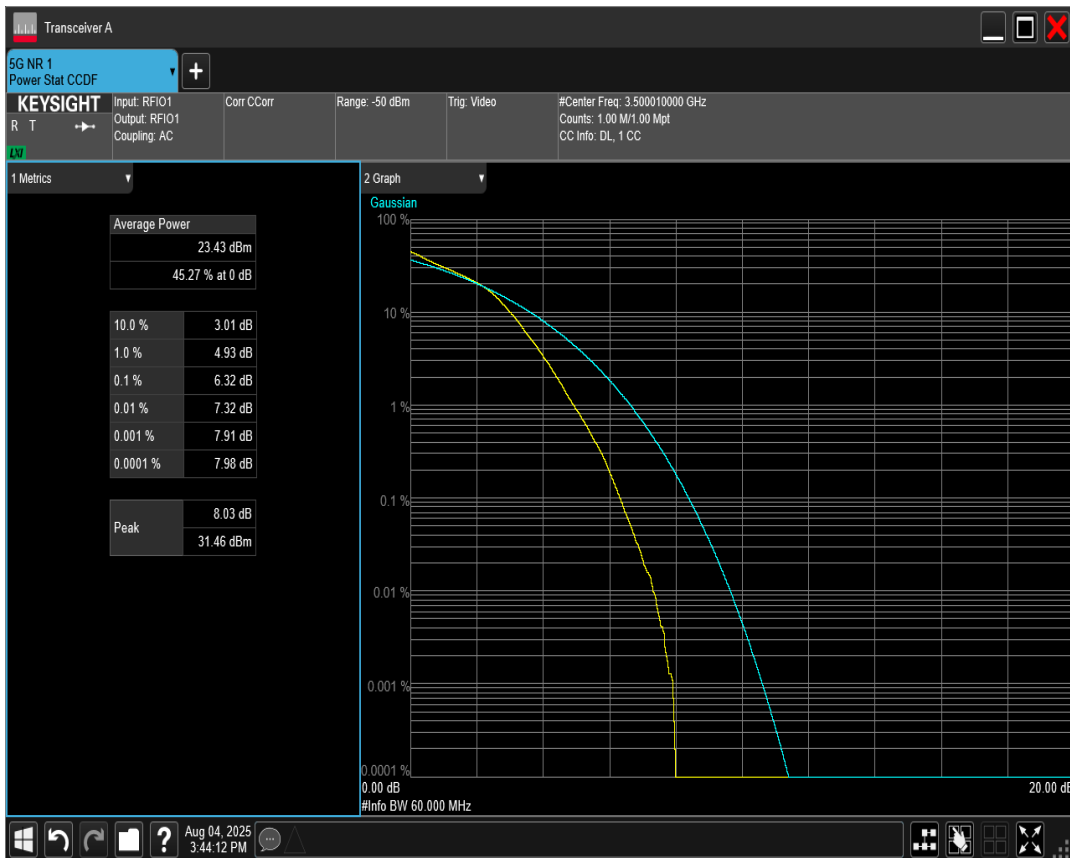 Transceiver A
5G NR 1
Power Stat CCDF
KEYSIGHT
R T
LXI
Input: RFIO1
Output: RFIO1
Coupling: AC
Corr CCorr
Range: -50 dBm
Trig: Video
#Center Freq: 3.500010000 GHz
Counts: 1.00 M/1.00 Mpt
CC Info: DL, 1 CC
1 Metrics
Average Power
23.43 dBm
45.27 % at 0 dB
10.0 % 3.01 dB
1.0 % 4.93 dB
0.1 % 6.32 dB
0.01 % 7.32 dB
0.001 % 7.91 dB
0.0001 % 7.98 dB
Peak 8.03 dB
31.46 dBm
2 Graph
Gaussian
100 %
10 %
1 %
0.1 %
0.01 %
0.001 %
0.0001 %
0.00 dB 20.00 dB
#Info BW 60.000 MHz
? Aug 04, 2025
3:44:12 PM